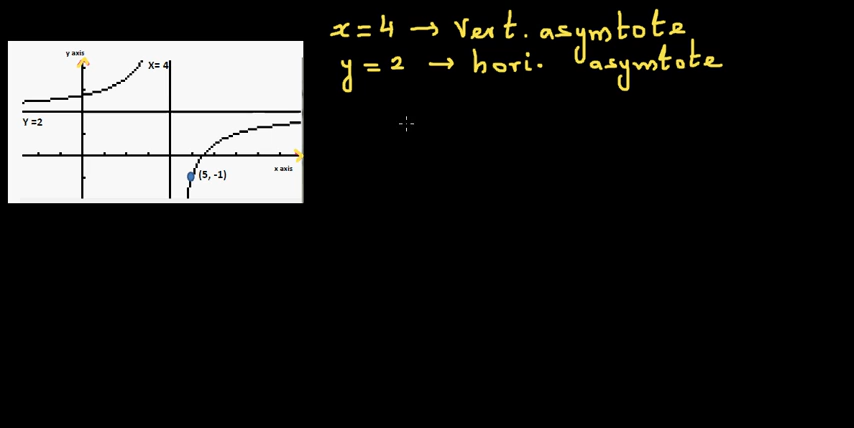 x = 4 → Vert. asymtote
y = 2 → hori. asymtote
y axis
X= 4
Y =2
x axis
(5, -1)